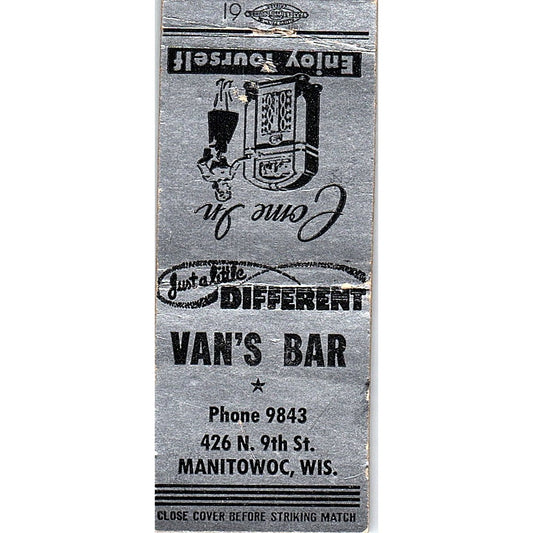 19
Enjoy Yourself
Come In
Just a little
DIFFERENT
VAN'S BAR
Phone 9843
426 N. 9th St.
MANITOWOC, WIS.
CLOSE COVER BEFORE STRIKING MATCH